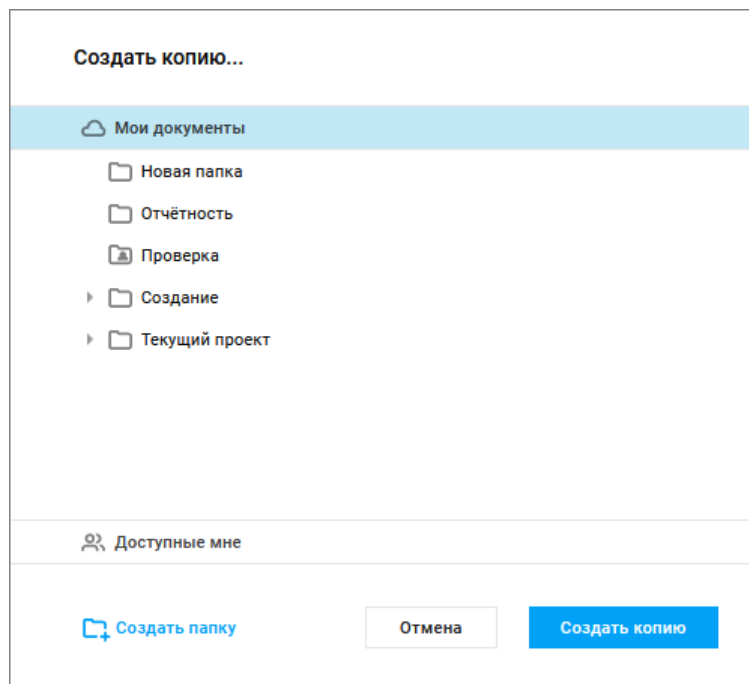 Создать копию...
Мои документы
Новая папка
Отчётность
Проверка
Создание
Текущий проект
Доступные мне
Создать папку
Отмена
Создать копию